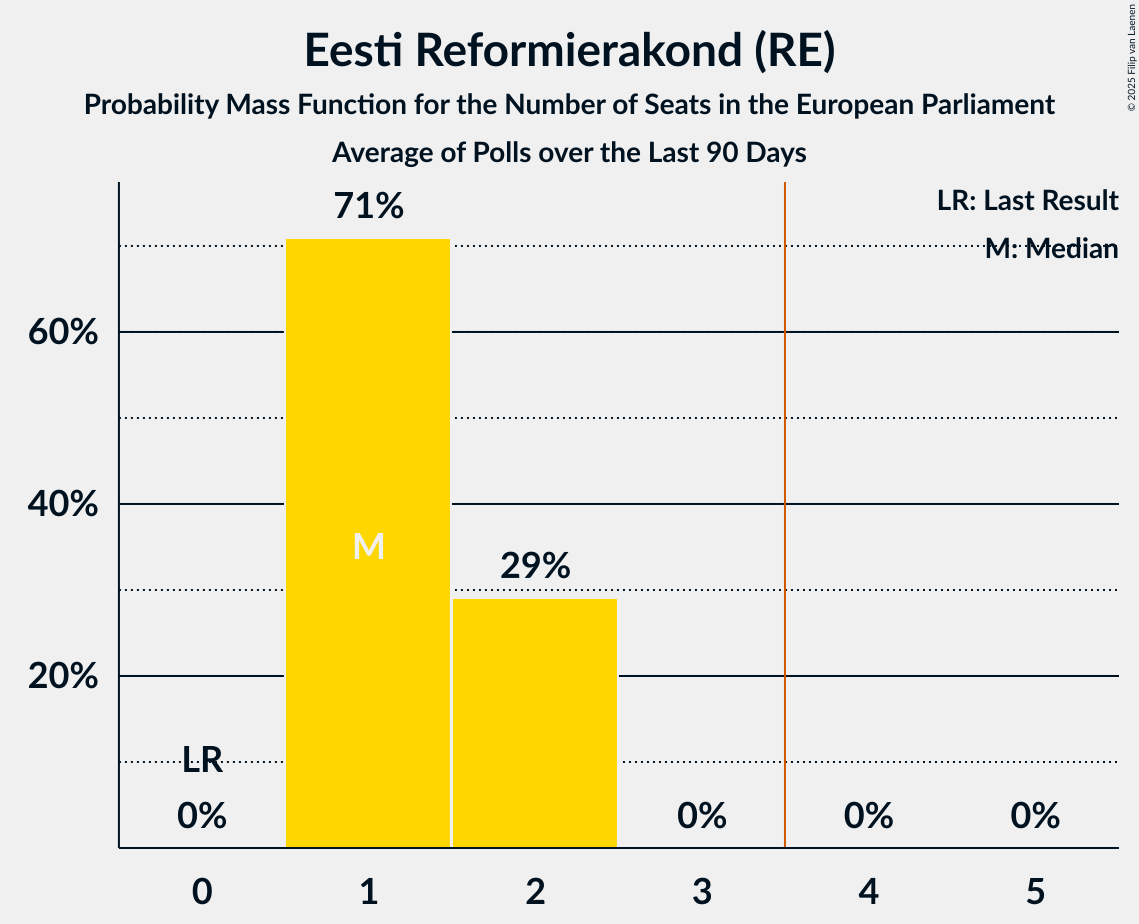 Eesti Reformierakond (RE)
Probability Mass Function for the Number of Seats in the European Parliament
Average of Polls over the Last 90 Days
© 2025 Filip van Laenen
LR: Last Result
M: Median
71%
60%
40%
M
29%
20%
LR
0%
0%
0%
0%
0 1 2 3 4 5